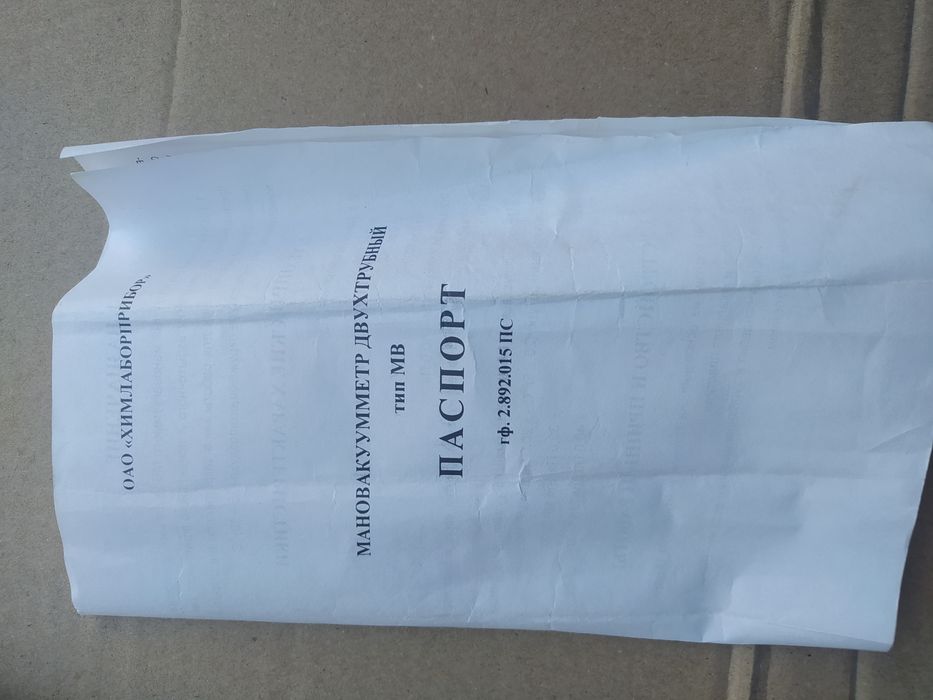 ОАО «ХИМЛАБОРПРИБОР»
МАНОВАКУУММЕТР ДВУХТРУБНЫЙ
тип МВ
ПАСПОРТ
гф. 2.892.015 ПС